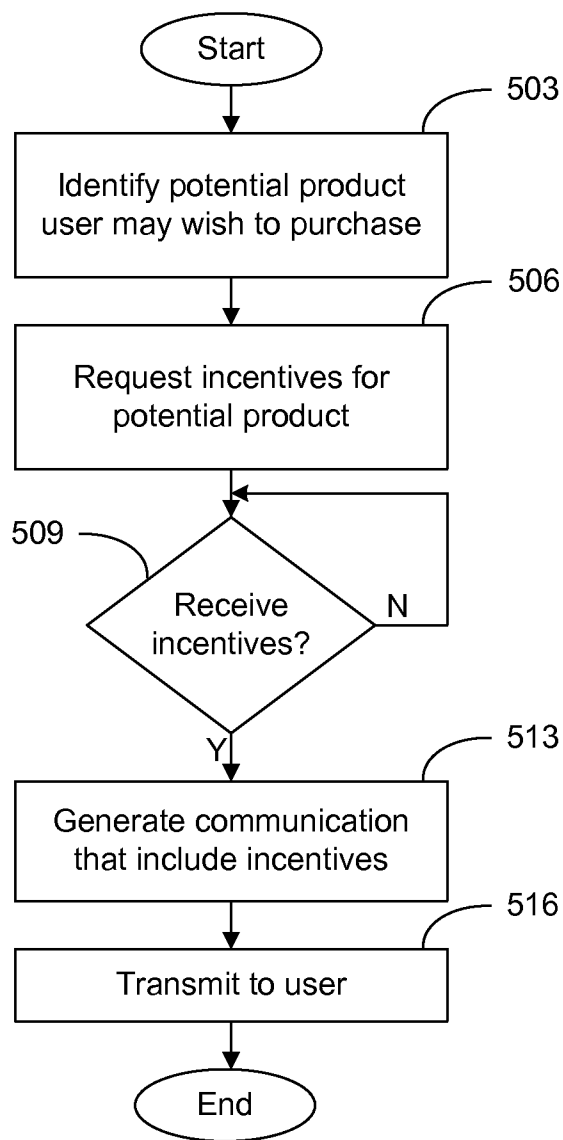 Start
503
Identify potential product
user may wish to purchase
506
Request incentives for
potential product
509
Receive
incentives?
N
Y
513
Generate communication
that include incentives
516
Transmit to user
End